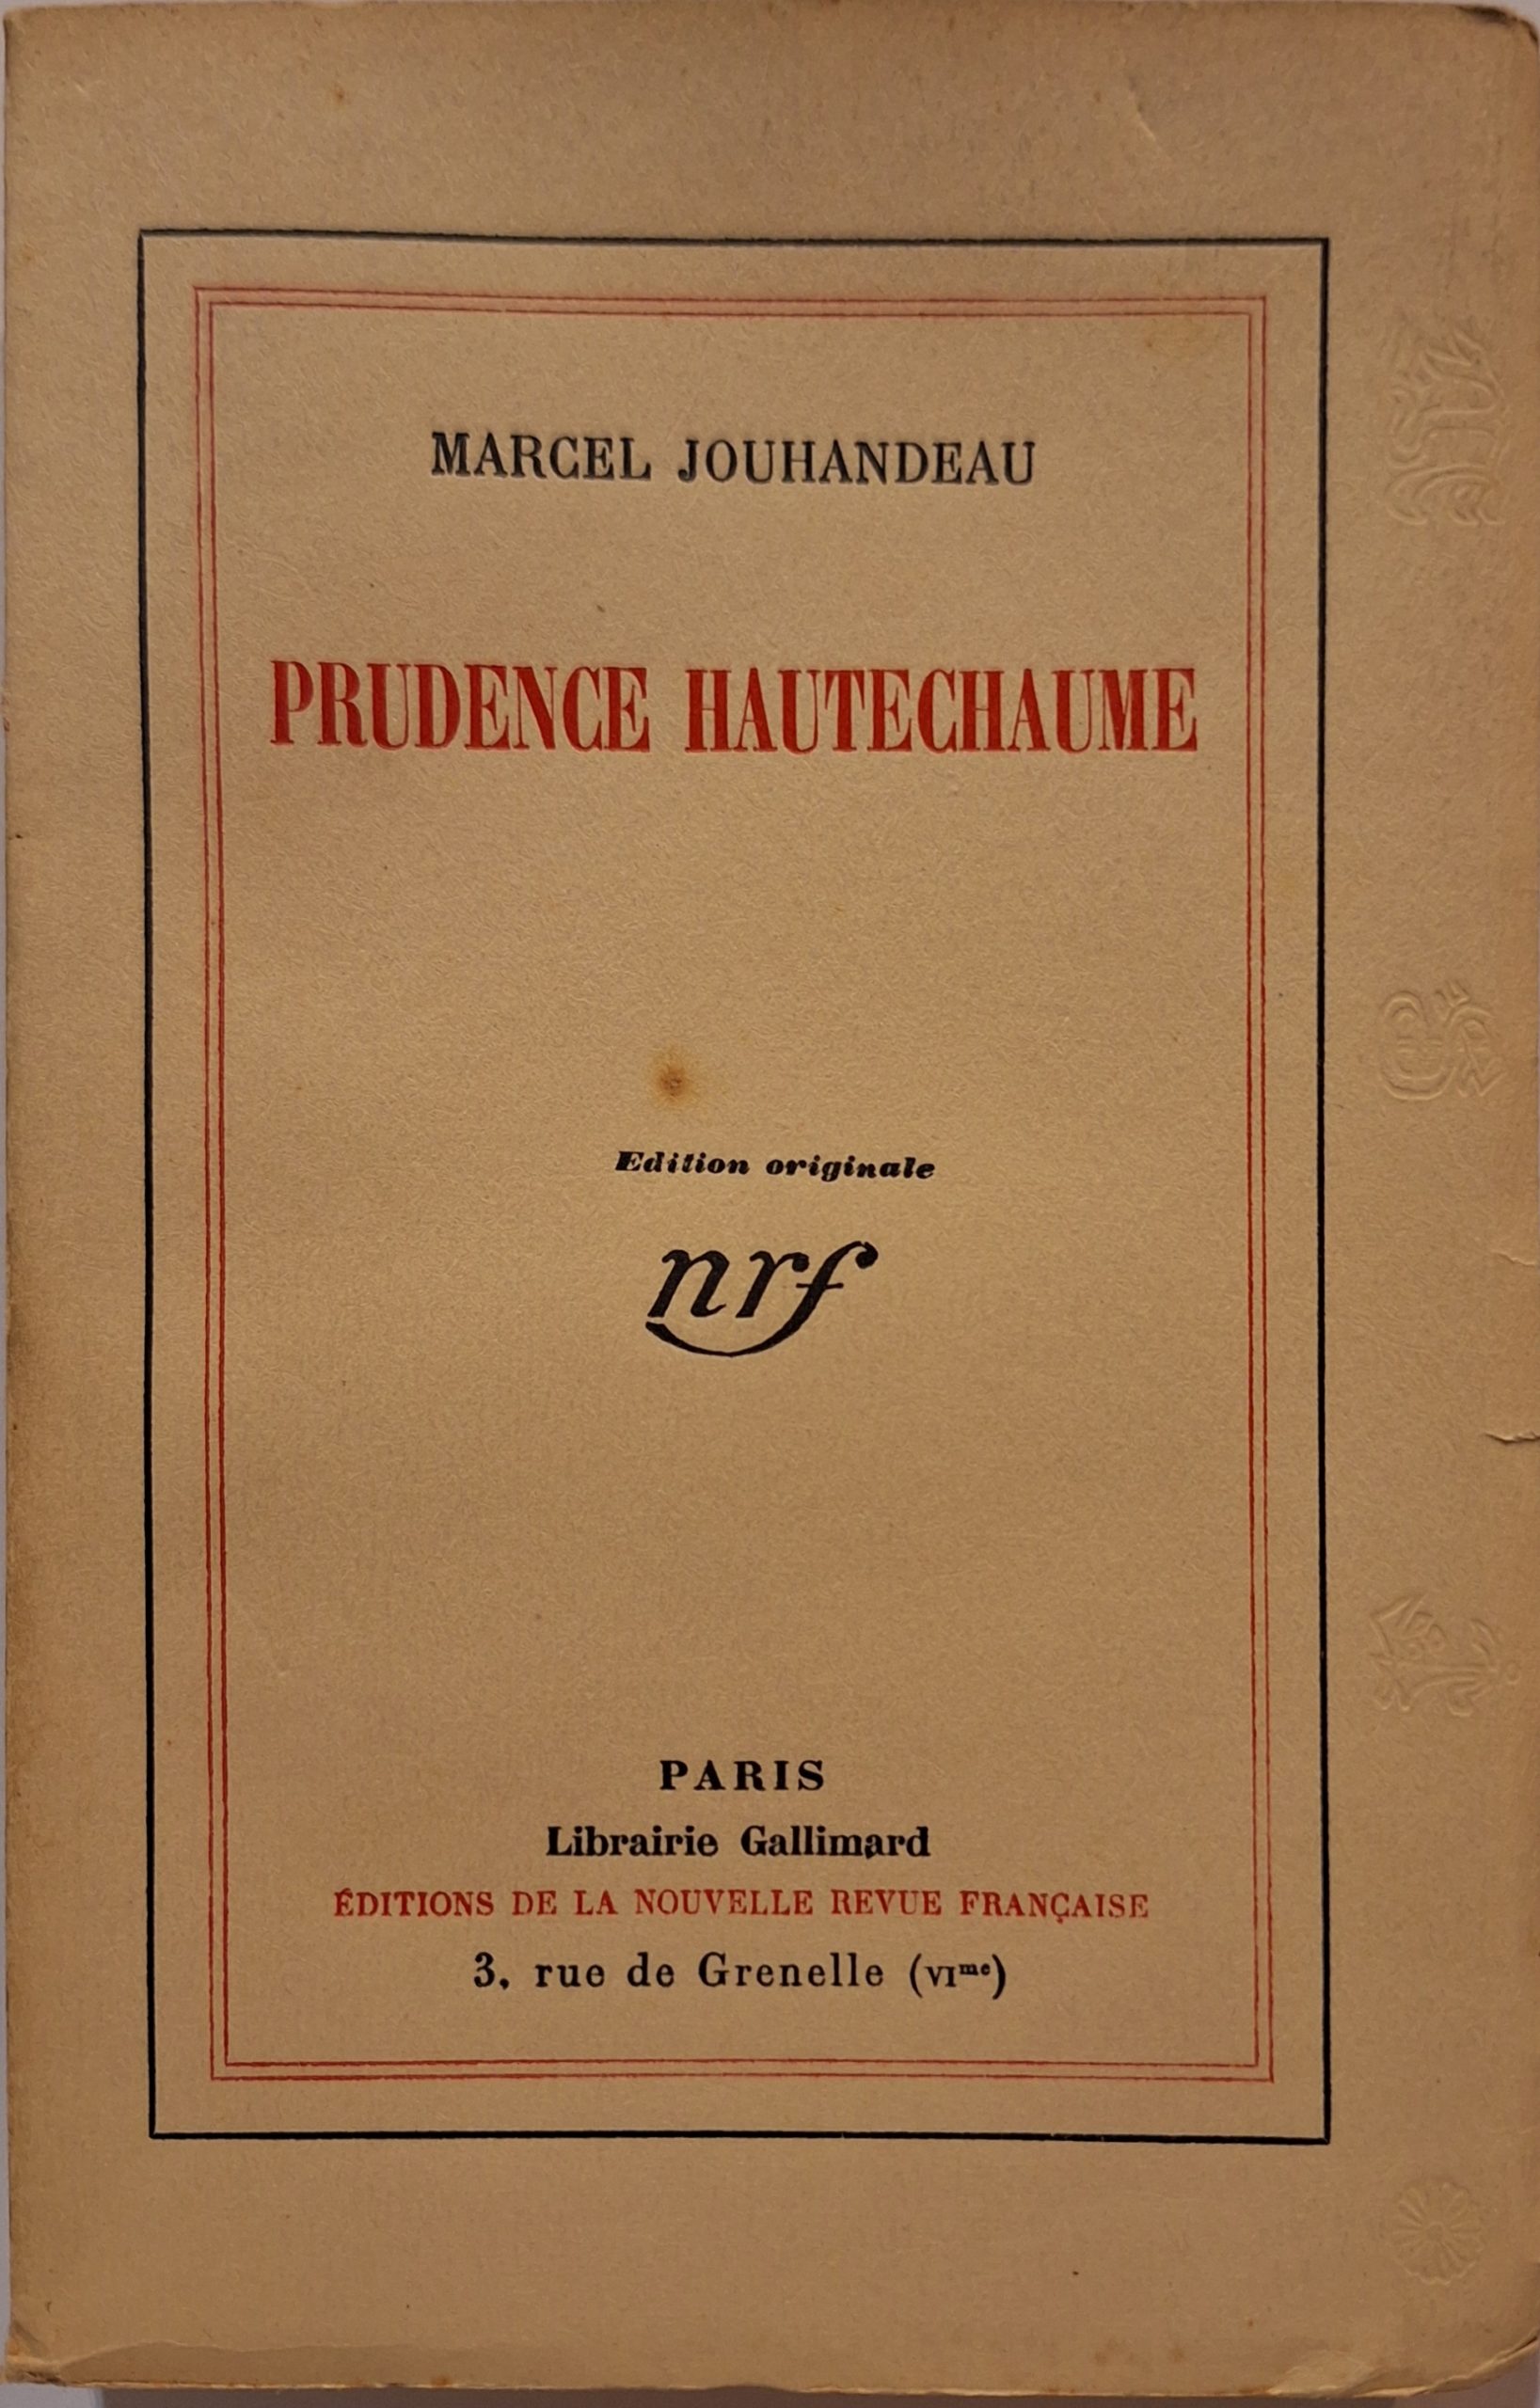 MARCEL JOUHANDEAU
PRUDENCE HAUTECHAUME
Edition originale
nrf
PARIS
Librairie Gallimard
ÉDITIONS DE LA NOUVELLE REVUE FRANÇAISE
3, rue de Grenelle (VIme)